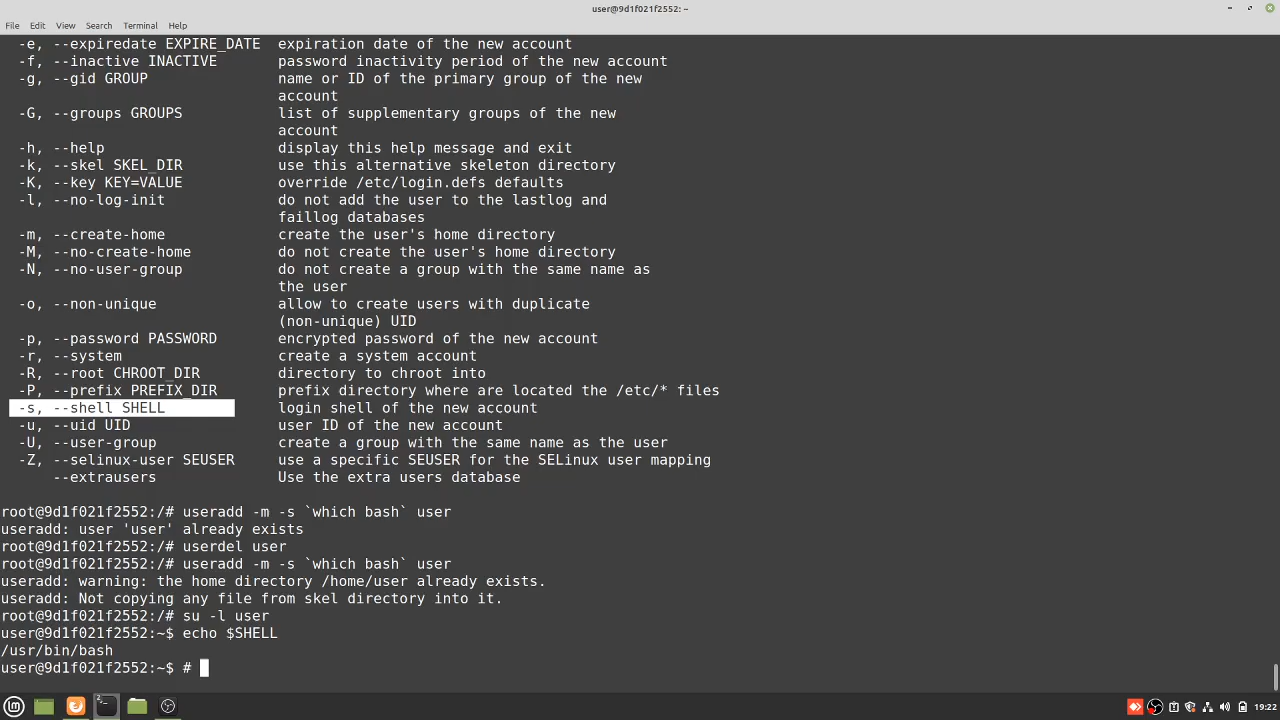 user@9d1f021f2552: ~
File Edit View Search Terminal Help
-e, --expiredate EXPIRE_DATE expiration date of the new account
-f, --inactive INACTIVE password inactivity period of the new account
-g, --gid GROUP name or ID of the primary group of the new
account
-G, --groups GROUPS list of supplementary groups of the new
account
-h, --help display this help message and exit
-k, --skel SKEL_DIR use this alternative skeleton directory
-K, --key KEY=VALUE override /etc/login.defs defaults
-l, --no-log-init do not add the user to the lastlog and
faillog databases
-m, --create-home create the user's home directory
-M, --no-create-home do not create the user's home directory
-N, --no-user-group do not create a group with the same name as
the user
-o, --non-unique allow to create users with duplicate
(non-unique) UID
-p, --password PASSWORD encrypted password of the new account
-r, --system create a system account
-R, --root CHROOT_DIR directory to chroot into
-P, --prefix PREFIX_DIR prefix directory where are located the /etc/* files
-s, --shell SHELL login shell of the new account
-u, --uid UID user ID of the new account
-U, --user-group create a group with the same name as the user
-Z, --selinux-user SEUSER use a specific SEUSER for the SELinux user mapping
--extrausers Use the extra users database
root@9d1f021f2552:/# useradd -m -s `which bash` user
useradd: user 'user' already exists
root@9d1f021f2552:/# userdel user
root@9d1f021f2552:/# useradd -m -s `which bash` user
useradd: warning: the home directory /home/user already exists.
useradd: Not copying any file from skel directory into it.
root@9d1f021f2552:/# su -l user
user@9d1f021f2552:~$ echo $SHELL
/usr/bin/bash
user@9d1f021f2552:~$ #
19:22